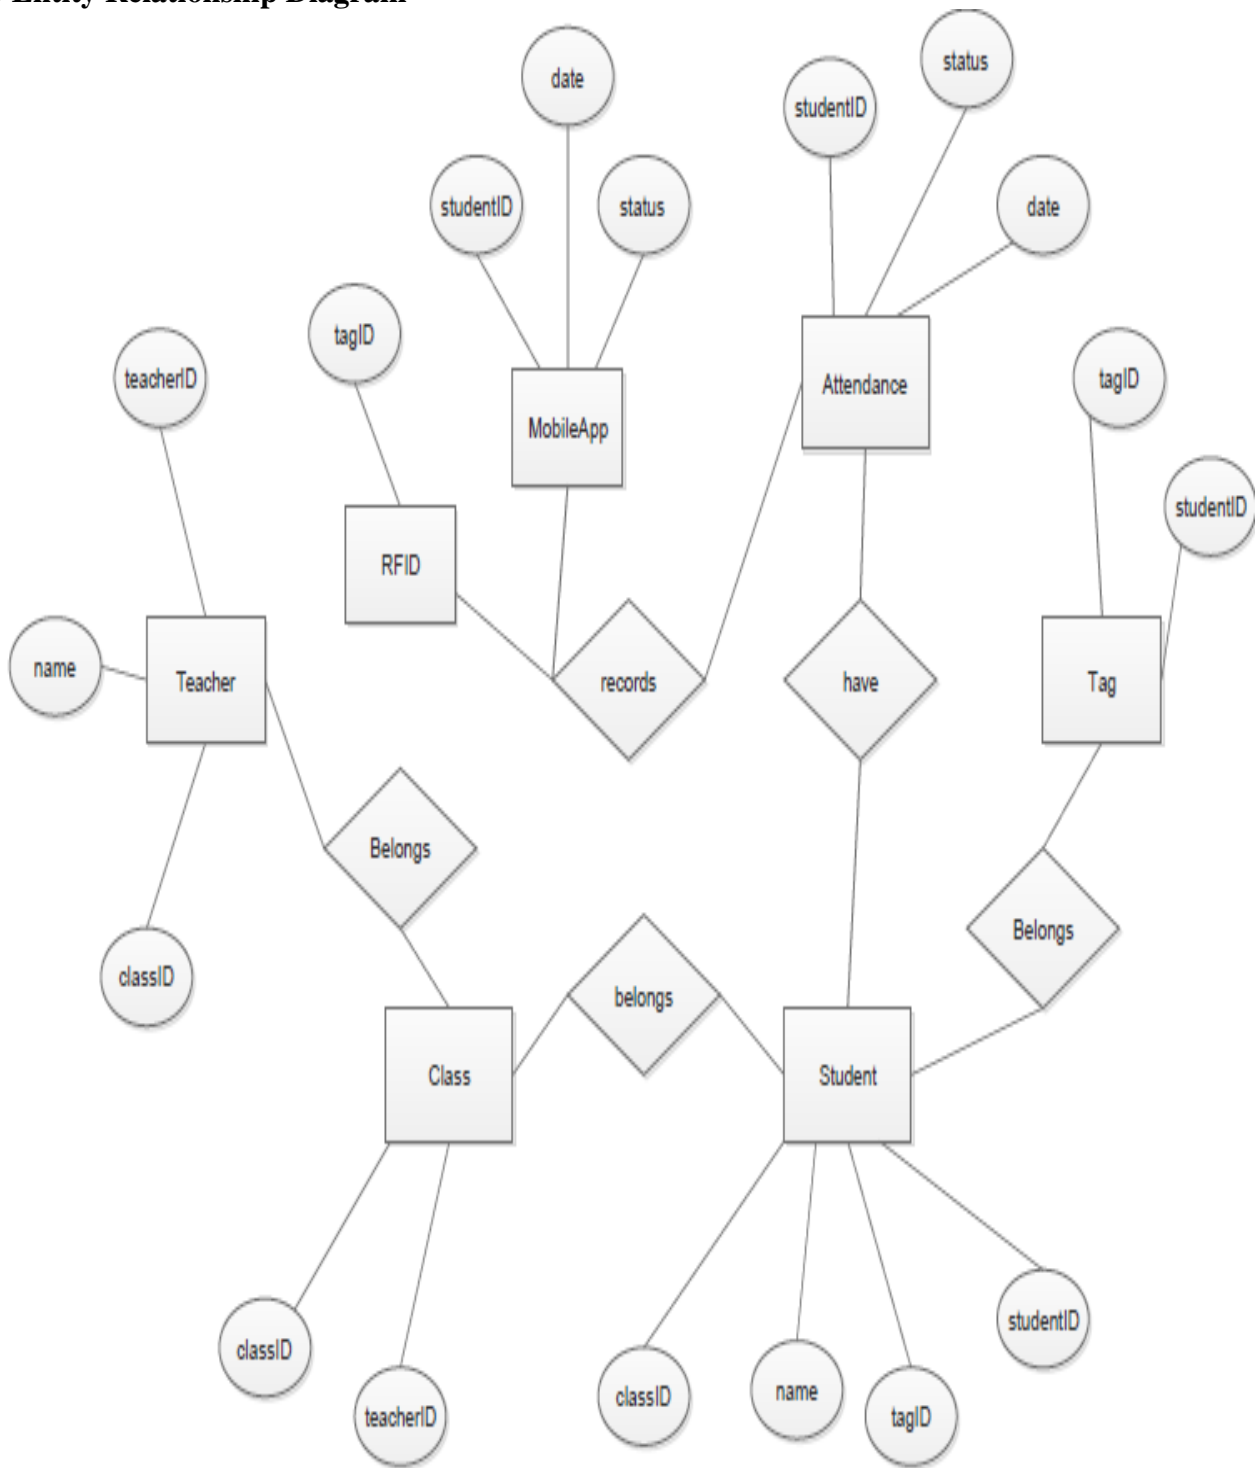 Entity Relationship Diagram
date
status
studentID
studentID
status
date
tagID
teacherID
tagID
Attendance
MobileApp
studentID
RFID
name
Teacher
records
have
Tag
Belongs
Belongs
classID
belongs
Class
Student
studentID
classID
name
classID
teacherID
tagID